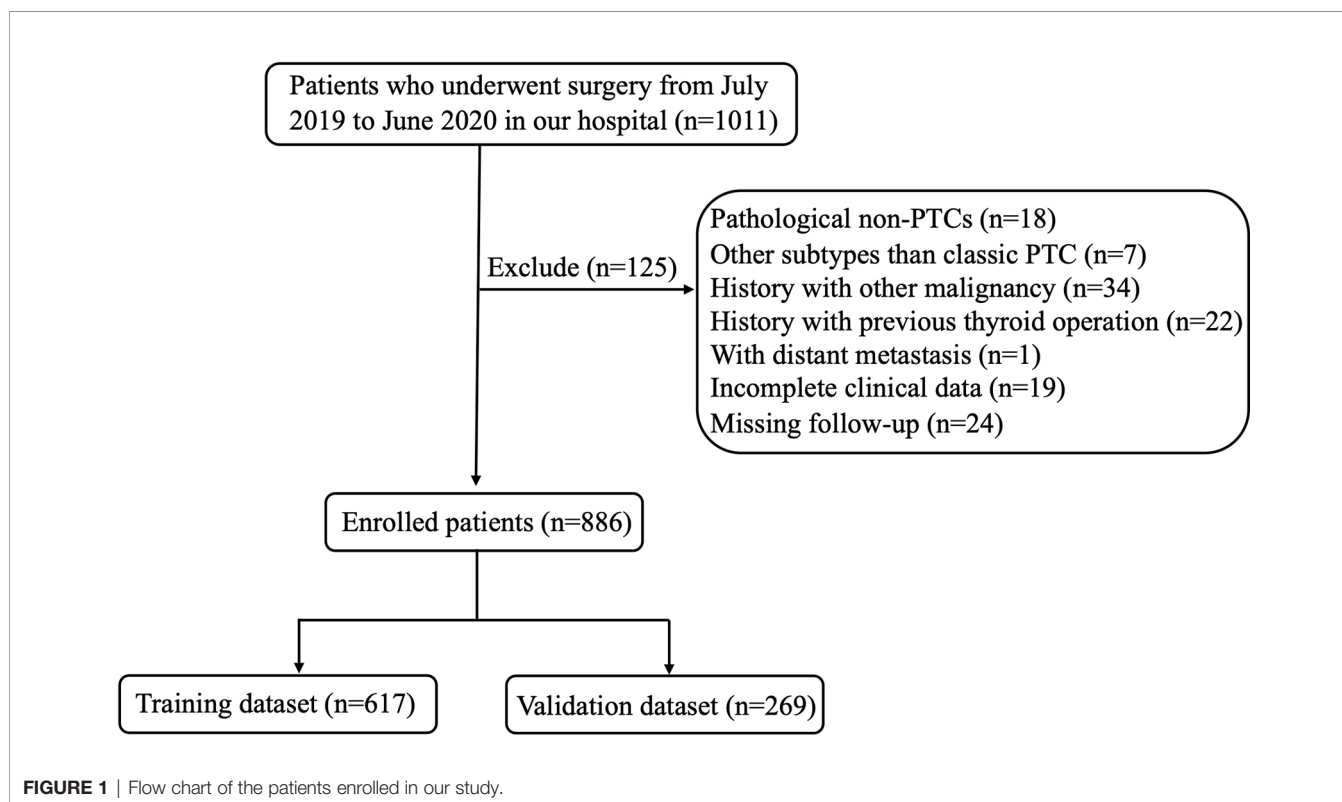 Patients who underwent surgery from July
2019 to June 2020 in our hospital (n=1011)
Exclude (n=125)
Pathological non-PTCs (n=18)
Other subtypes than classic PTC (n=7)
History with other malignancy (n=34)
History with previous thyroid operation (n=22)
With distant metastasis (n=1)
Incomplete clinical data (n=19)
Missing follow-up (n=24)
Enrolled patients (n=886)
Training dataset (n=617)
Validation dataset (n=269)
FIGURE 1 | Flow chart of the patients enrolled in our study.